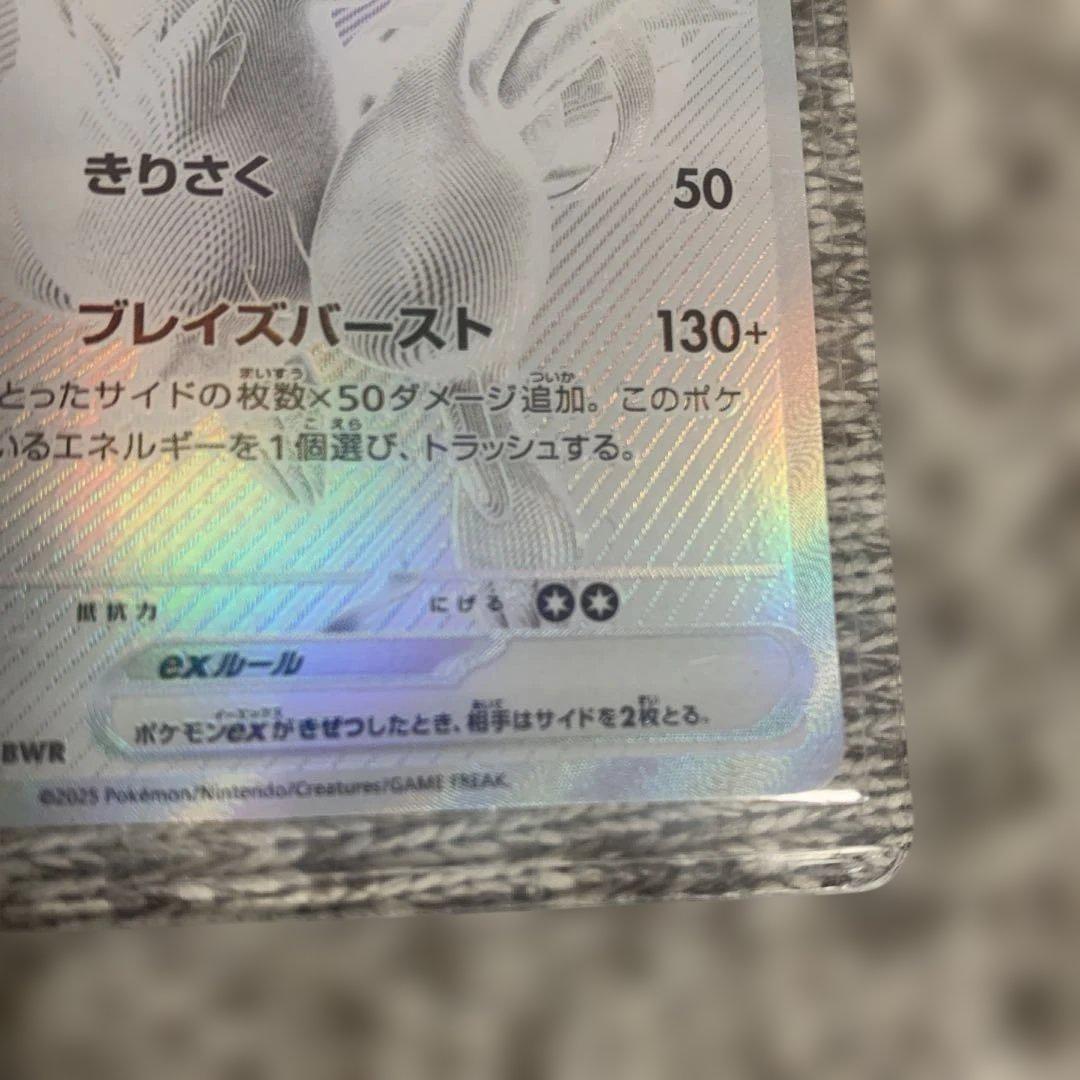 きりさく 50
ブレイズバースト 130+
とったサイドの枚数×50ダメージ追加。このポケ
いるエネルギーを1個選び、トラッシュする。
抵抗力 にげる
exルール
ポケモンexがきぜつしたとき、相手はサイドを2枚とる。
BWR
©2025 Pokémon/Nintendo/Creatures/GAME FREAK.